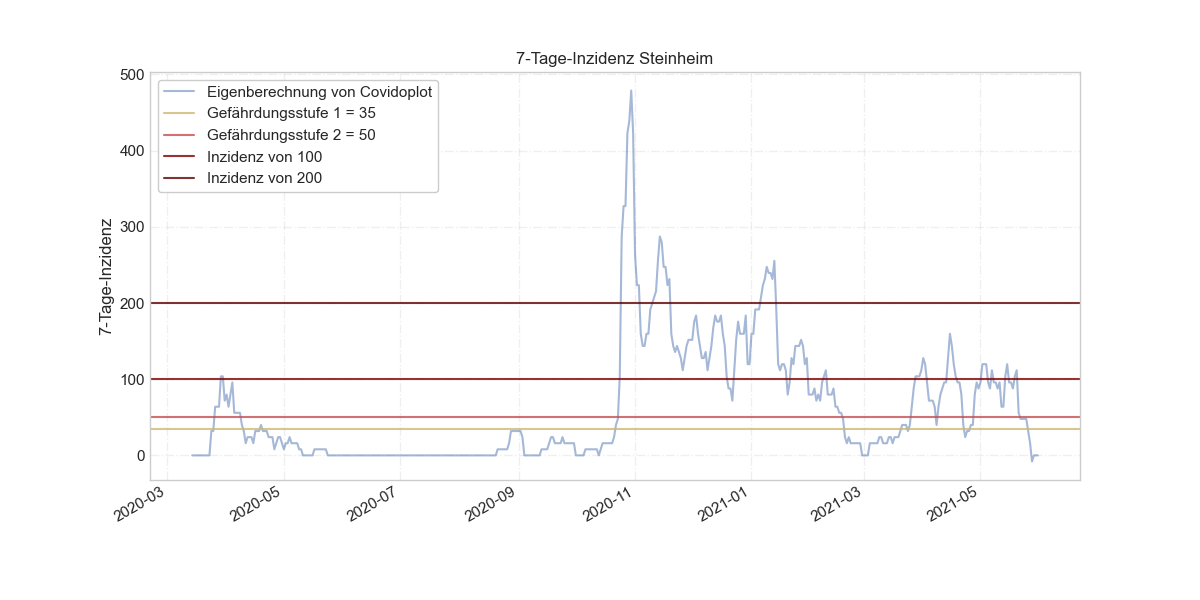 7-Tage-Inzidenz Steinheim
500
400
300
200
100
0
7-Tage-Inzidenz
Eigenberechnung von Covidoplot
Gefährdungsstufe 1 = 35
Gefährdungsstufe 2 = 50
Inzidenz von 100
Inzidenz von 200
2020-03
2020-05
2020-07
2020-09
2020-11
2021-01
2021-03
2021-05